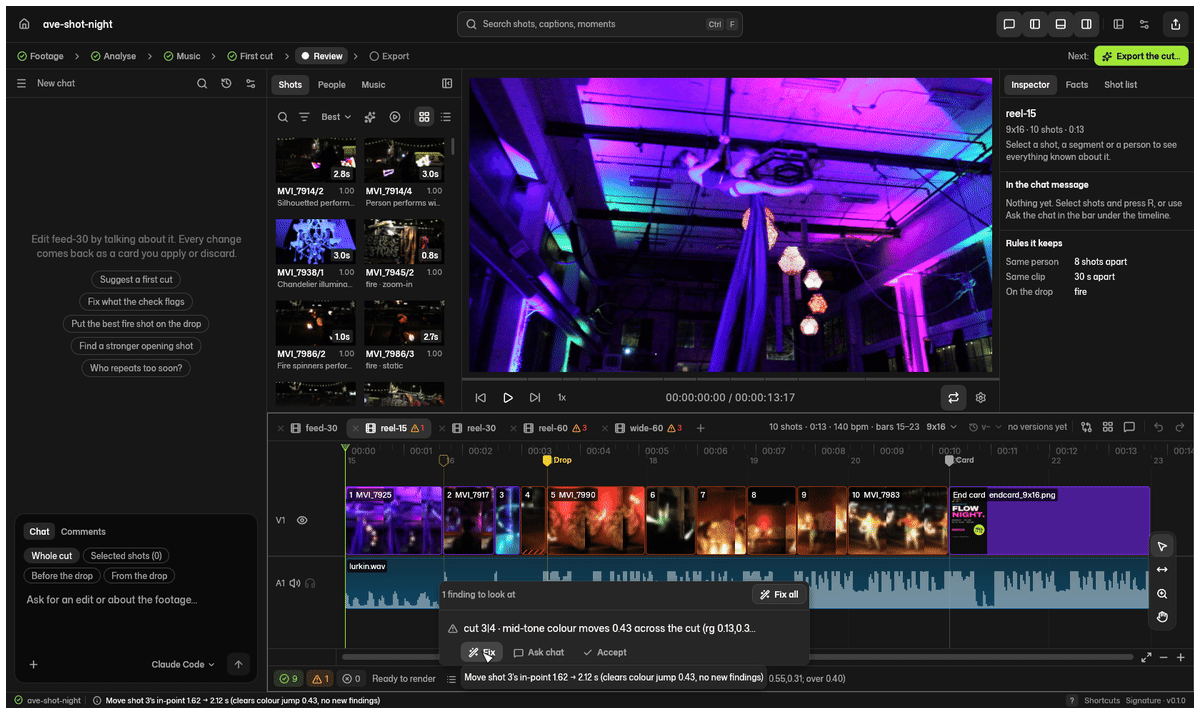 ave-shot-night
Search shots, captions, moments
Ctrl F
Footage
Analyse
Music
First cut
Review
Export
Next:
Export the cut...
New chat
Edit feed-30 by talking about it. Every change
comes back as a card you apply or discard.
Suggest a first cut
Fix what the check flags
Put the best fire shot on the drop
Find a stronger opening shot
Who repeats too soon?
Chat Comments
Whole cut Selected shots (0)
Before the drop From the drop
Ask for an edit or about the footage...
Claude Code
Shots People Music
Best
2.8s 3.0s
MVI_7914/2 1.00 MVI_7914/4 1.00
Silhouetted perform... Person performs wi...
3.0s 0.8s
MVI_7938/1 1.00 MVI_7945/2 1.00
Chandelier illumina... fire · zoom-in
1.0s 2.7s
MVI_7986/2 1.00 MVI_7986/3 1.00
Fire spinners perfor... fire · static
1x
00:00:00:00 / 00:00:13:17
Inspector Facts Shot list
reel-15
9x16 · 10 shots · 0:13
Select a shot, a segment or a person to see
everything known about it.
In the chat message
Nothing yet. Select shots and press R, or use
Ask the chat in the bar under the timeline.
Rules it keeps
Same person 8 shots apart
Same clip 30 s apart
On the drop fire
feed-30
reel-15 1
reel-30
reel-60 3
wide-60 3
10 shots · 0:13 · 140 bpm · bars 15–23 9x16
v–
no versions yet
00:00 00:01 00:02 00:04 00:05 00:06 00:07 00:08 00:10 00:11 00:12 00:13 00:14
15 16 Drop 18 19 20 Card 22 23
V1
1 MVI_7925
2 MVI_7917
3
4
5 MVI_7990
6
7
8
9
10 MVI_7983
End card endcard_9x16.png
FLOW
NIGHT.
A1
lurkin.wav
1 finding to look at
Fix all
cut 3|4 · mid-tone colour moves 0.43 across the cut (rg 0.13,0.3...
Fix
Ask chat
Accept
9 1 0 Ready to render
Move shot 3's in-point 1.62 → 2.12 s (clears colour jump 0.43, no new findings)
0.55,0.31; over 0.40)
ave-shot-night
Move shot 3's in-point 1.62 → 2.12 s (clears colour jump 0.43, no new findings)
? Shortcuts Signature · v0.1.0